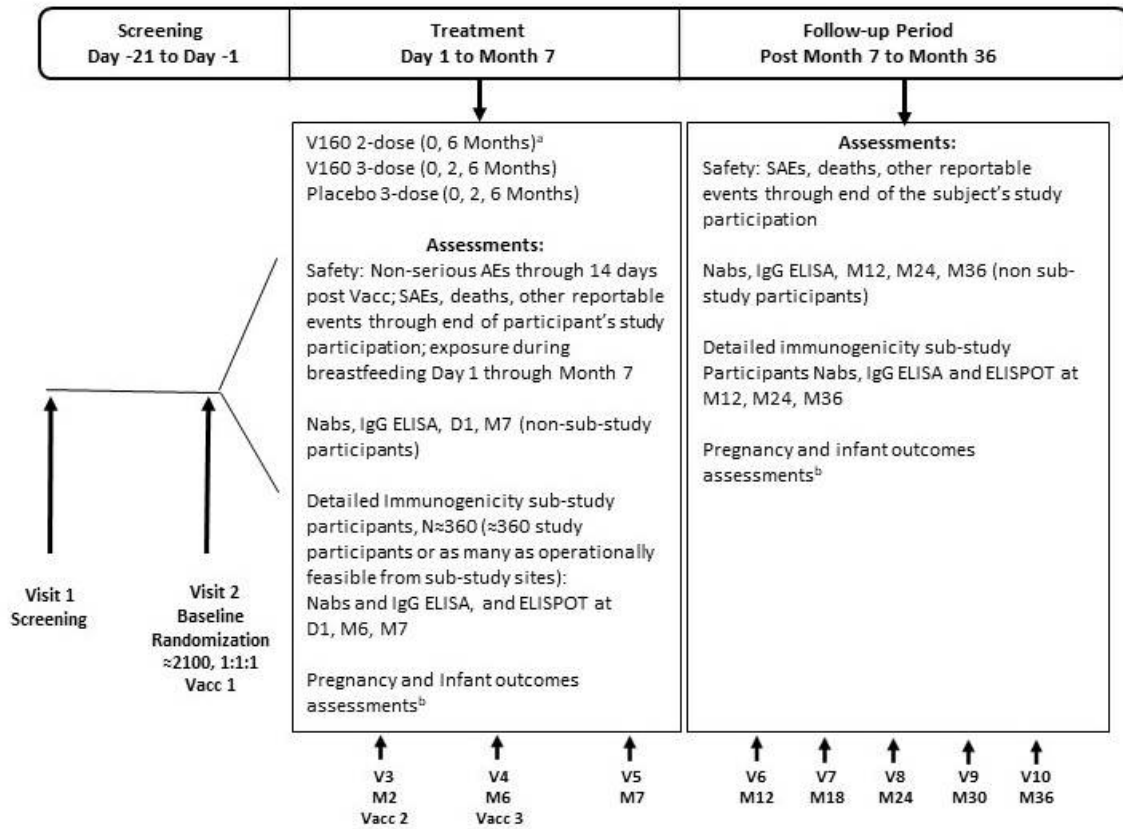 Screening
Day -21 to Day -1
Treatment
Day 1 to Month 7
Follow-up Period
Post Month 7 to Month 36
V160 2-dose (0, 6 Months)ᵃ
V160 3-dose (0, 2, 6 Months)
Placebo 3-dose (0, 2, 6 Months)
Assessments:
Safety: Non-serious AEs through 14 days
post Vacc; SAEs, deaths, other reportable
events through end of participant's study
participation; exposure during
breastfeeding Day 1 through Month 7
Nabs, IgG ELISA, D1, M7 (non-sub-study
participants)
Detailed Immunogenicity sub-study
participants, N≈360 (≈360 study
participants or as many as operationally
feasible from sub-study sites):
Nabs and IgG ELISA, and ELISPOT at
D1, M6, M7
Pregnancy and Infant outcomes
assessmentsᵇ
Assessments:
Safety: SAEs, deaths, other reportable
events through end of the subject's study
participation
Nabs, IgG ELISA, M12, M24, M36 (non sub-
study participants)
Detailed immunogenicity sub-study
Participants Nabs, IgG ELISA and ELISPOT at
M12, M24, M36
Pregnancy and infant outcomes
assessmentsᵇ
Visit 1
Screening
Visit 2
Baseline
Randomization
≈2100, 1:1:1
Vacc 1
V3
M2
Vacc 2
V4
M6
Vacc 3
V5
M7
V6
M12
V7
M18
V8
M24
V9
M30
V10
M36